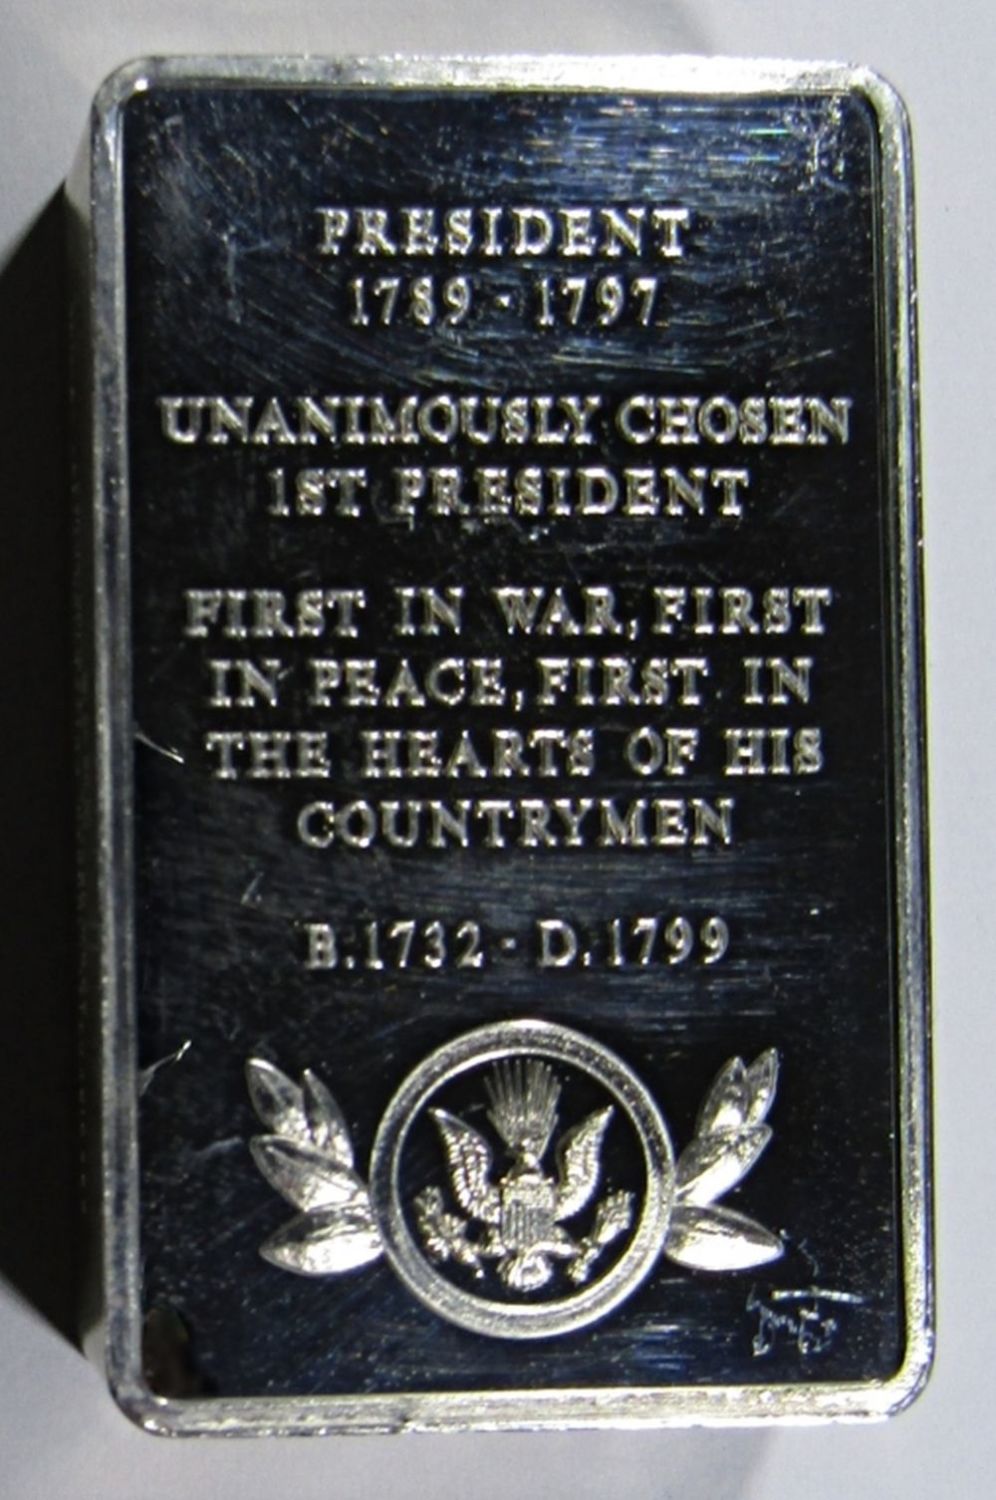 PRESIDENT
1789 - 1797
UNANIMOUSLY CHOSEN
1ST PRESIDENT
FIRST IN WAR, FIRST
IN PEACE, FIRST IN
THE HEARTS OF HIS
COUNTRYMEN
B. 1732 - D. 1799